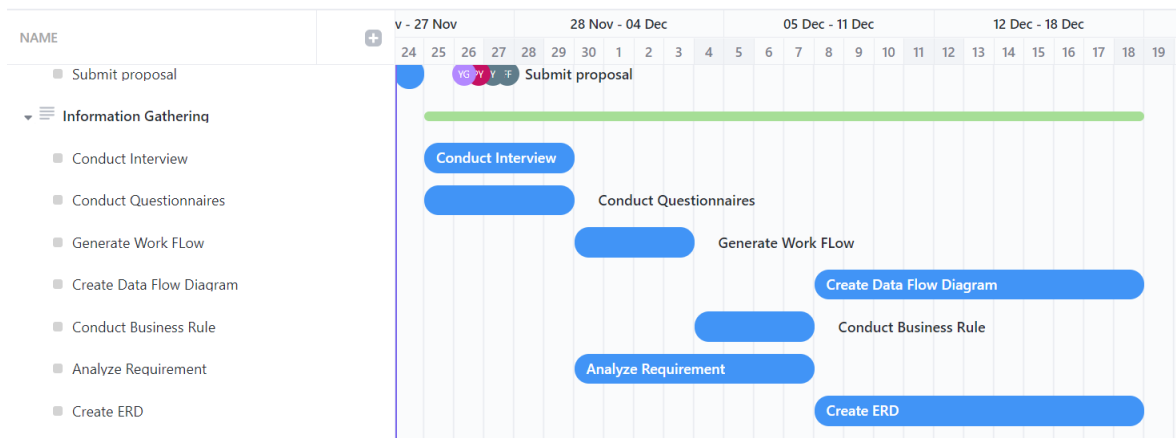 v - 27 Nov 28 Nov - 04 Dec 05 Dec - 11 Dec 12 Dec - 18 Dec
NAME
24 25 26 27 28 29 30 1 2 3 4 5 6 7 8 9 10 11 12 13 14 15 16 17 18 19
Submit proposal YG Y Submit proposal
Information Gathering
Conduct Interview Conduct Interview
Conduct Questionnaires Conduct Questionnaires
Generate Work FLow Generate Work FLow
Create Data Flow Diagram Create Data Flow Diagram
Conduct Business Rule Conduct Business Rule
Analyze Requirement Analyze Requirement
Create ERD Create ERD